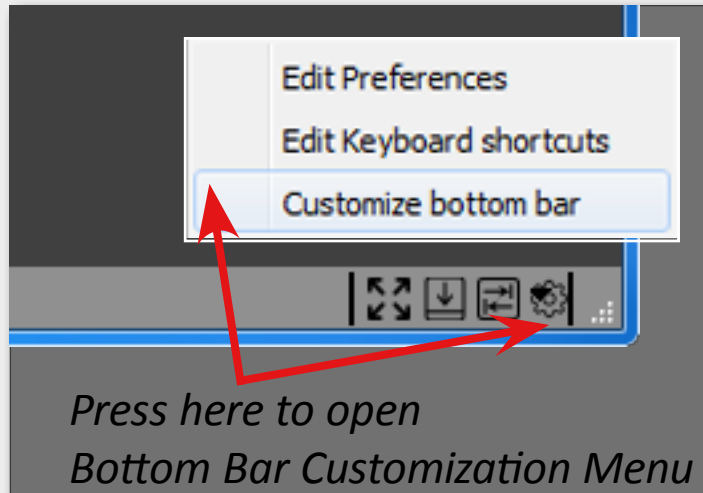 Edit Preferences
Edit Keyboard shortcuts
Customize bottom bar
Press here to open
Bottom Bar Customization Menu